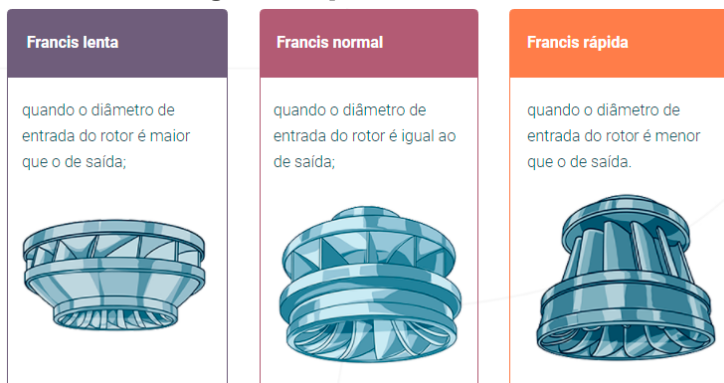 Francis lenta
quando o diâmetro de
entrada do rotor é maior
que o de saída;
Francis normal
quando o diâmetro de
entrada do rotor é igual ao
de saída;
Francis rápida
quando o diâmetro de
entrada do rotor é menor
que o de saída.